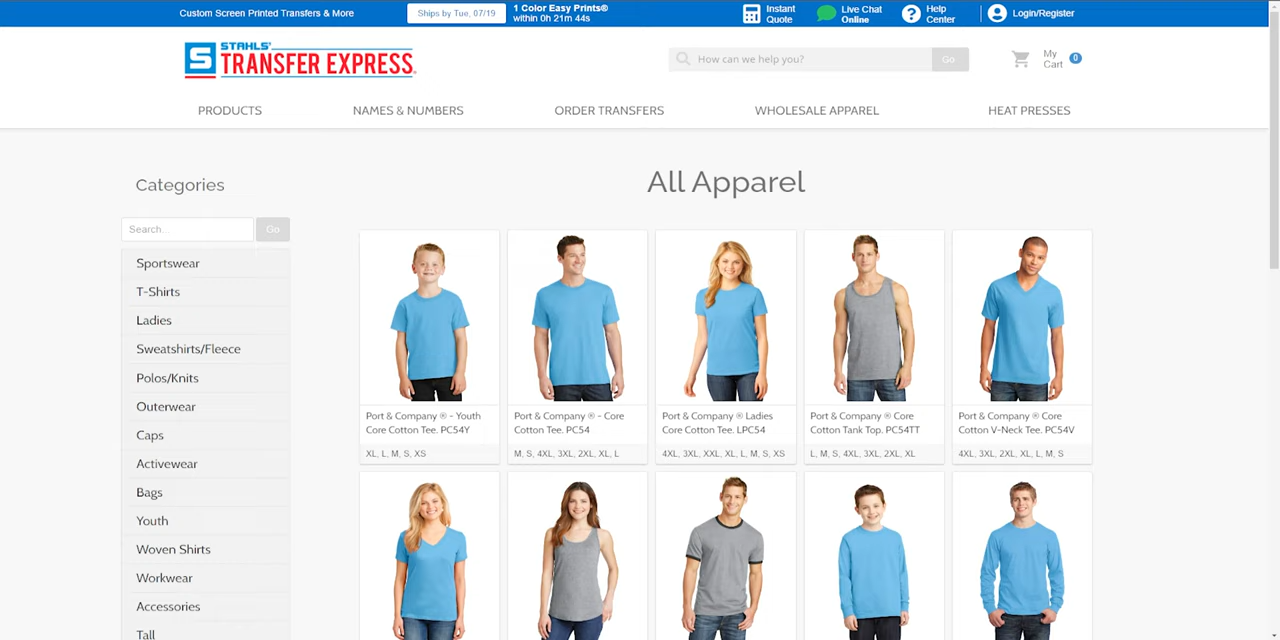 Custom Screen Printed Transfers & More
Ships by Tue, 07/19
1 Color Easy Prints®
within 0h 21m 44s
Instant
Quote
Live Chat
Online
?
Help
Center
Login/Register
S
STAHLS'
TRANSFER EXPRESS®
How can we help you?
Go
My
Cart
0
PRODUCTS
NAMES & NUMBERS
ORDER TRANSFERS
WHOLESALE APPAREL
HEAT PRESSES
Categories
Search...
Go
Sportswear
T-Shirts
Ladies
Sweatshirts/Fleece
Polos/Knits
Outerwear
Caps
Activewear
Bags
Youth
Woven Shirts
Workwear
Accessories
Tall
All Apparel
Port & Company ® - Youth
Core Cotton Tee. PC54Y
XL, L, M, S, XS
Port & Company ® - Core
Cotton Tee. PC54
M, S, 4XL, 3XL, 2XL, XL, L
Port & Company ® Ladies
Core Cotton Tee. LPC54
4XL, 3XL, XXL, XL, L, M, S, XS
Port & Company ® Core
Cotton Tank Top. PC54TT
L, M, S, 4XL, 3XL, 2XL, XL
Port & Company ® Core
Cotton V-Neck Tee. PC54V
4XL, 3XL, 2XL, XL, L, M, S